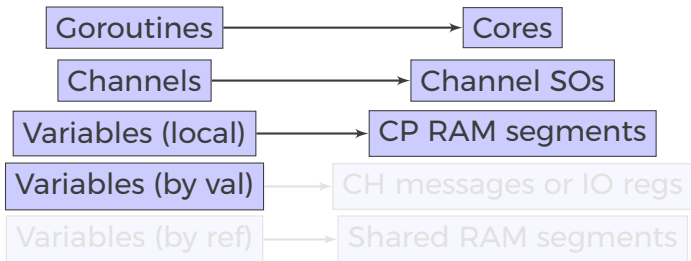 Goroutines Cores
Channels Channel SOs
Variables (local) CP RAM segments
Variables (by val) CH messages or IO regs
Variables (by ref) Shared RAM segments